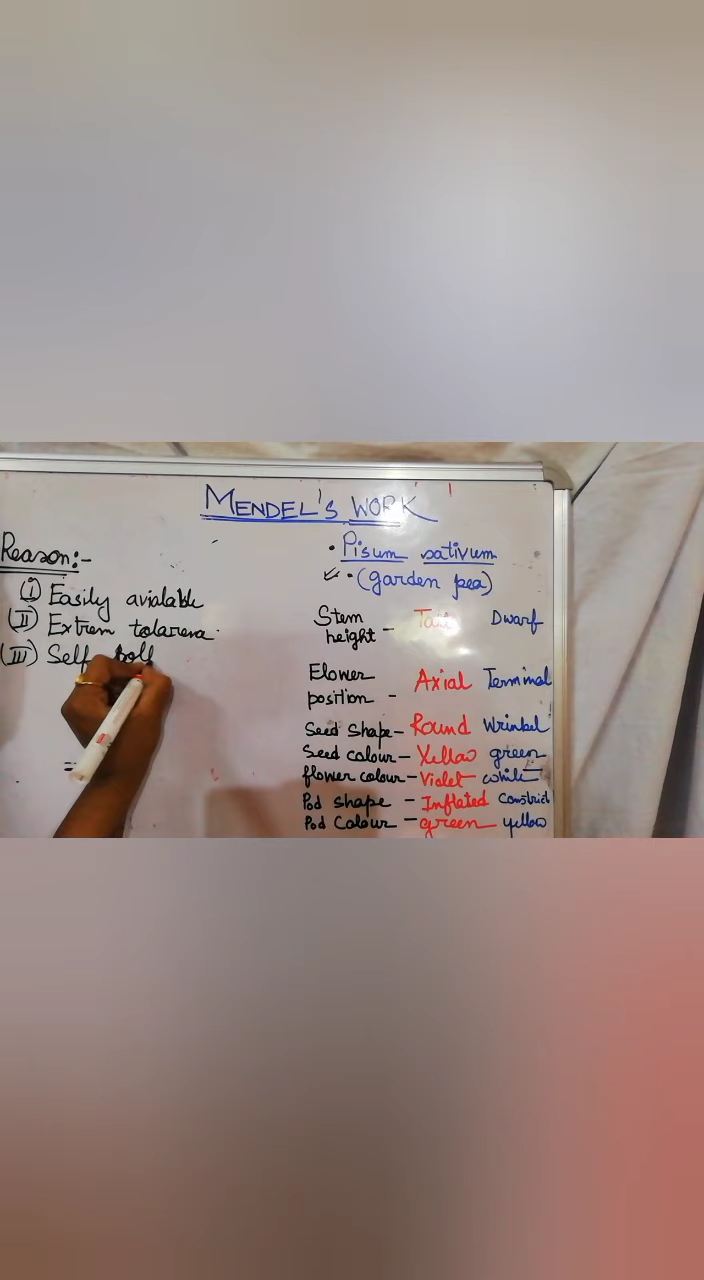 MENDEL'S WORK
Reason:-
(i) Easily avialable
(II) Extrem tolarena.
(III) Self poll
• Pisum sativum
• (garden pea)
Stem height - Tall Dwarf
Flower position - Axial Terminal
Seed shape - Round Wrinkel
Seed colour - Yellow green
flower colour - Violet white
Pod shape - Inflated Constrict
Pod Colour - green yellow